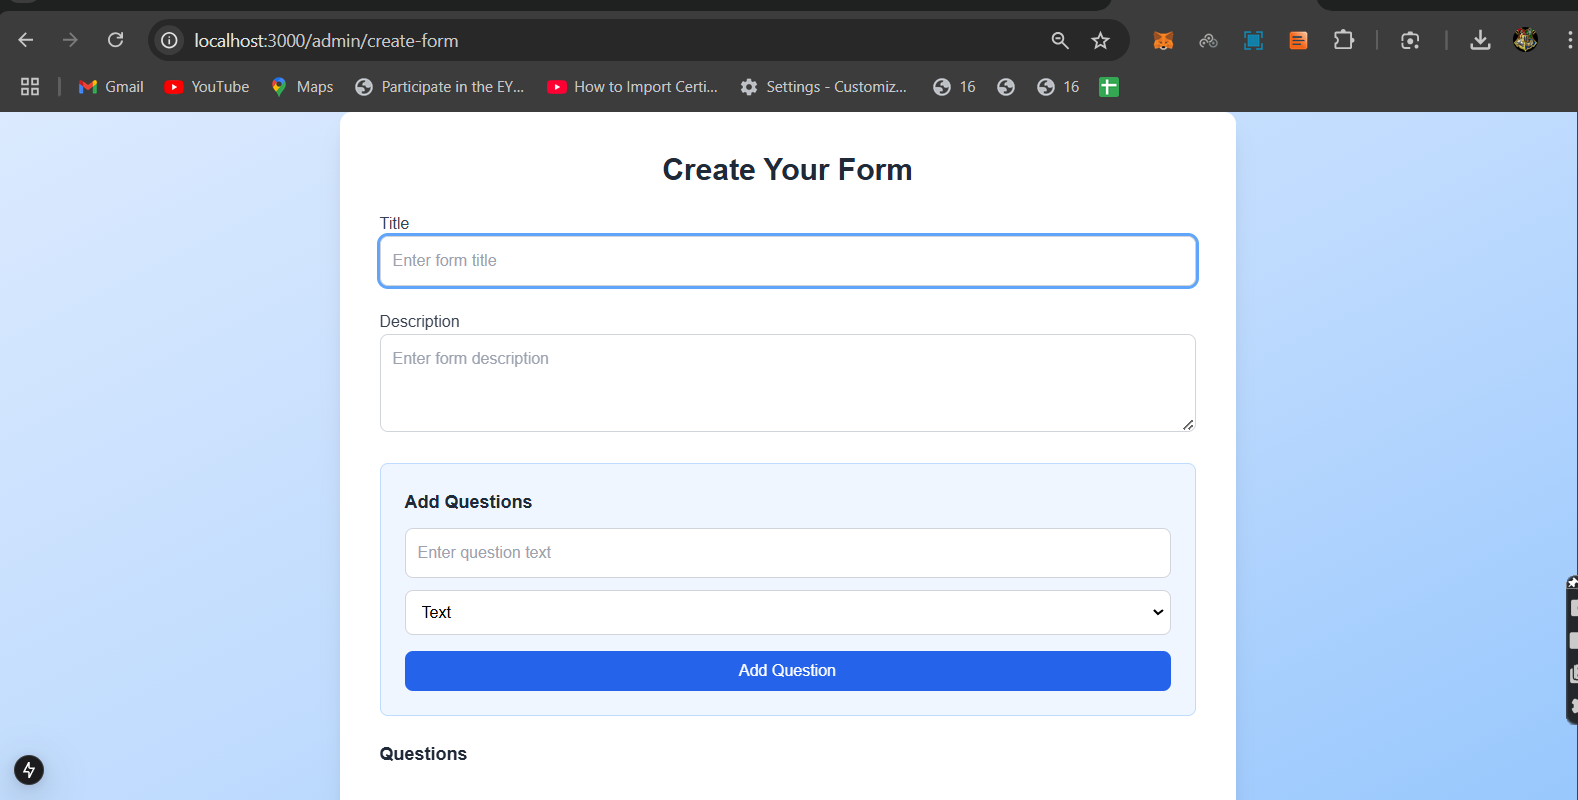 localhost:3000/admin/create-form
Gmail YouTube Maps Participate in the EY... How to Import Certi... Settings - Customiz... 16 16
Create Your Form
Title
Enter form title
Description
Enter form description
Add Questions
Enter question text
Text
Add Question
Questions